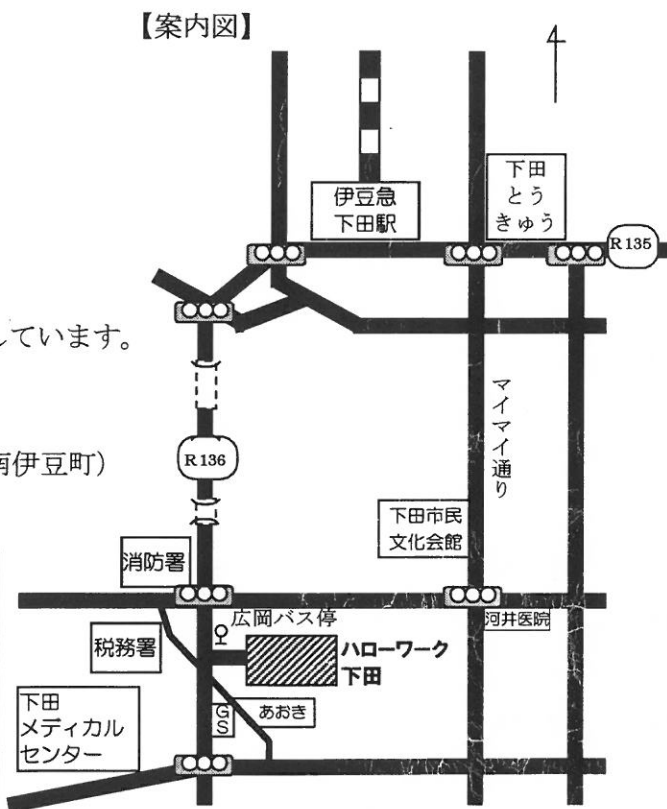 【案内図】
伊豆急
下田駅
下田
とう
きゅう
R135
しています。
マイマイ通り
南伊豆町）
R136
下田市民
文化会館
消防署
広岡バス停
河井医院
税務署
ハローワーク
下田
下田
メディカル
センター
GS
あおき